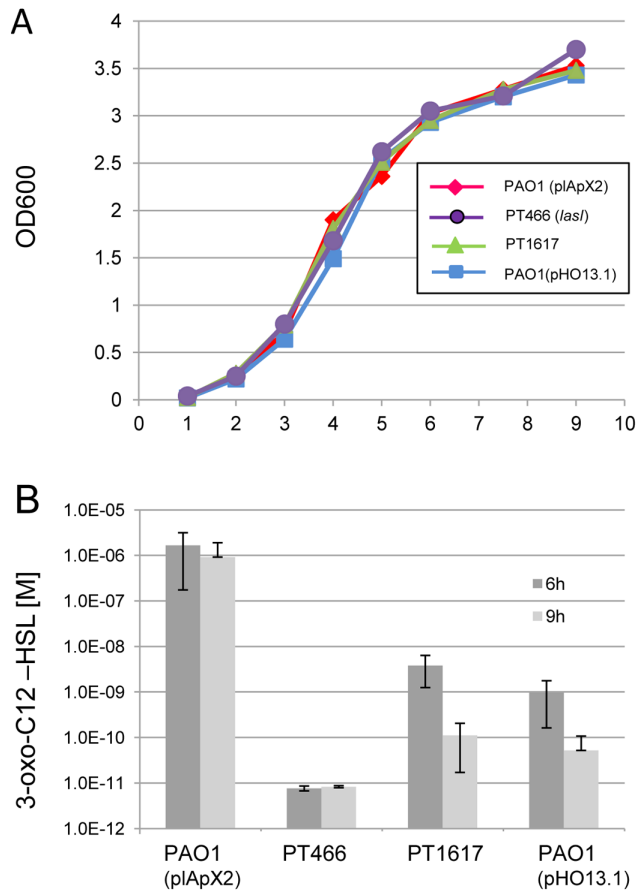 A
OD600
4
3.5
3
2.5
2
1.5
1
0.5
0
0 1 2 3 4 5 6 7 8 9 10
PAO1 (plApX2)
PT466 (lasI)
PT1617
PAO1(pHO13.1)
B
3-oxo-C12 –HSL [M]
1.0E-05
1.0E-06
1.0E-07
1.0E-08
1.0E-09
1.0E-10
1.0E-11
1.0E-12
6h
9h
PAO1 PT466 PT1617 PAO1
(plApX2) (pHO13.1)